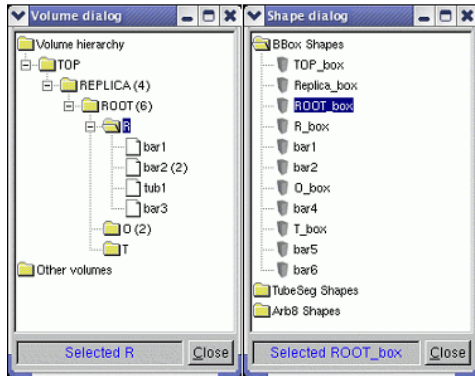 Volume dialog
Volume hierarchy
TOP
REPLICA (4)
ROOT (6)
R
bar1
bar2 (2)
tub1
bar3
O (2)
T
Other volumes
Selected R
Close
Shape dialog
BBox Shapes
TOP_box
Replica_box
ROOT_box
R_box
bar1
bar2
O_box
bar4
T_box
bar5
bar6
TubeSeg Shapes
Arb8 Shapes
Selected ROOT_box
Close